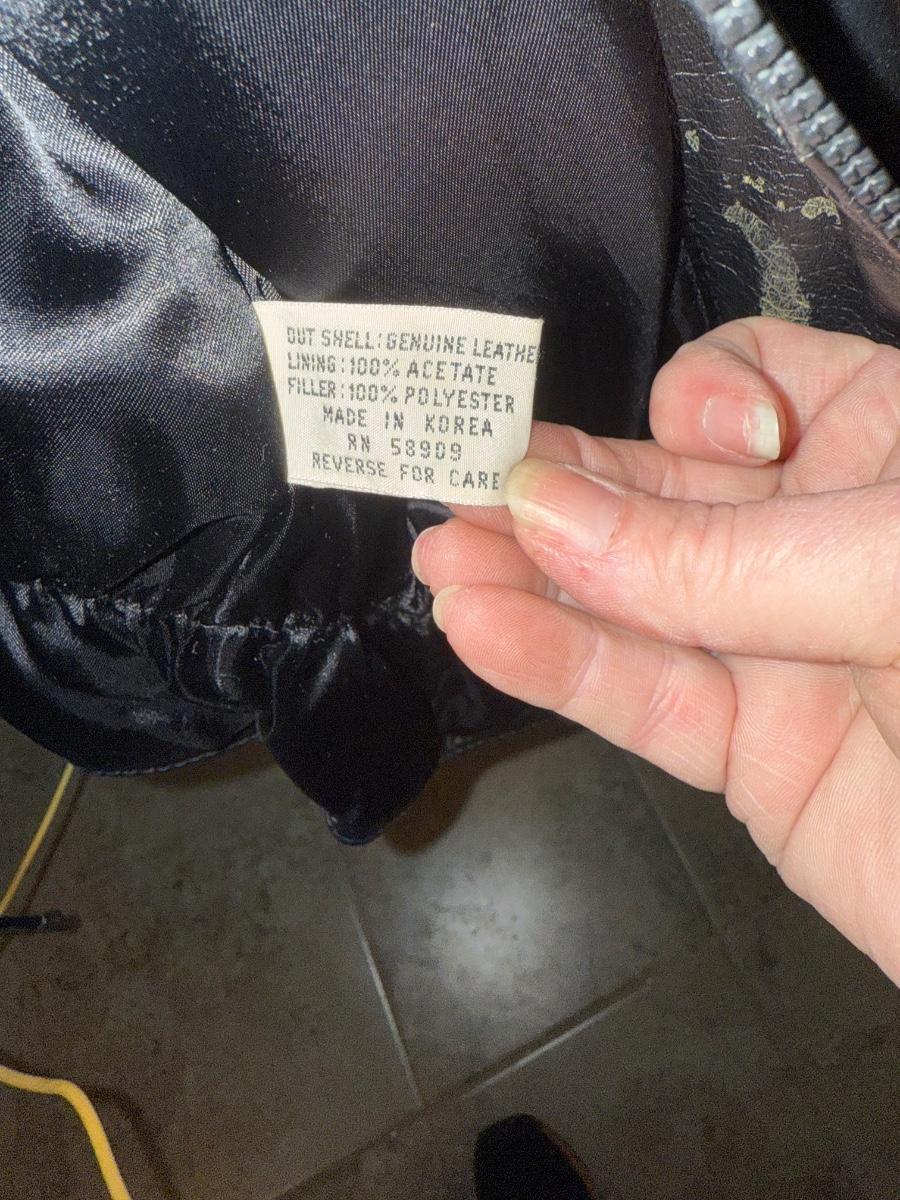 OUT SHELL:GENUINE LEATHER
LINING:100% ACETATE
FILLER:100% POLYESTER
MADE IN KOREA
RN 58909
REVERSE FOR CARE